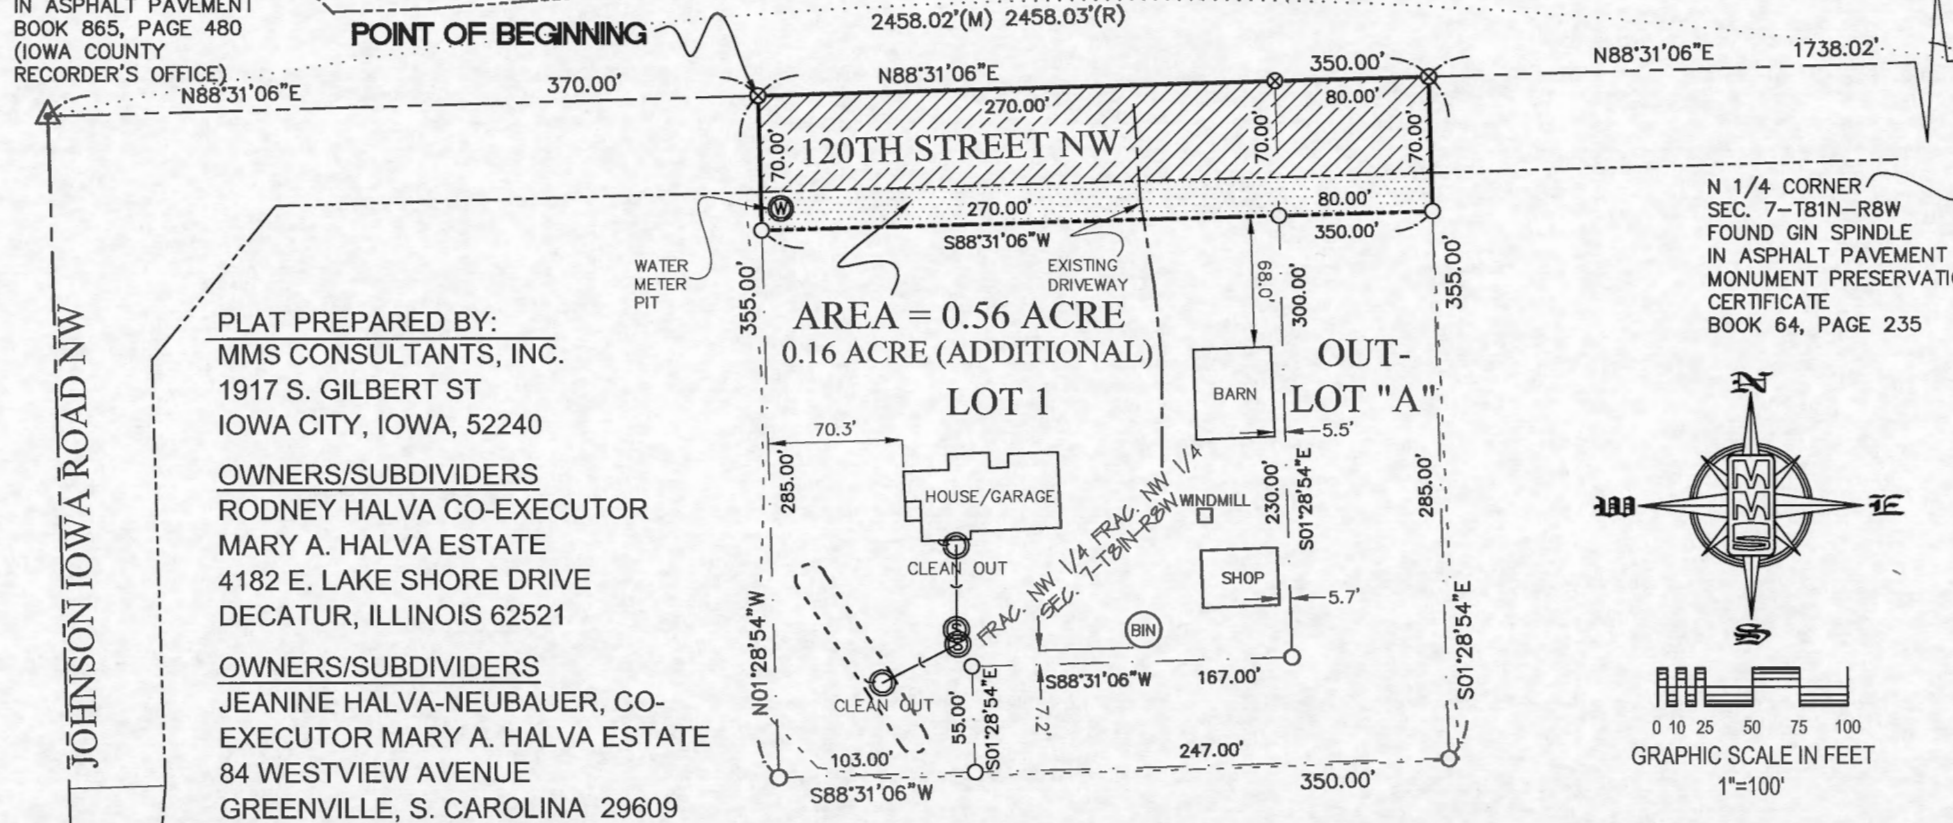 IN ASPHALT PAVEMENT
BOOK 865, PAGE 480
(IOWA COUNTY
RECORDER'S OFFICE)
POINT OF BEGINNING
2458.02'(M) 2458.03'(R)
N88°31'06"E
370.00'
N88°31'06"E
350.00'
N88°31'06"E
1738.02'
270.00'
80.00'
70.00'
120TH STREET NW
70.00'
70.00'
W
270.00'
80.00'
S88°31'06"W
350.00'
N 1/4 CORNER
SEC. 7-T81N-R8W
FOUND GIN SPINDLE
IN ASPHALT PAVEMENT
MONUMENT PRESERVATI
CERTIFICATE
BOOK 64, PAGE 235
WATER
METER
PIT
EXISTING
DRIVEWAY
355.00'
68.0'
300.00'
355.00'
AREA = 0.56 ACRE
0.16 ACRE (ADDITIONAL)
LOT 1
OUT-
LOT "A"
BARN
5.5'
JOHNSON IOWA ROAD NW
PLAT PREPARED BY:
MMS CONSULTANTS, INC.
1917 S. GILBERT ST
IOWA CITY, IOWA, 52240
OWNERS/SUBDIVIDERS
RODNEY HALVA CO-EXECUTOR
MARY A. HALVA ESTATE
4182 E. LAKE SHORE DRIVE
DECATUR, ILLINOIS 62521
OWNERS/SUBDIVIDERS
JEANINE HALVA-NEUBAUER, CO-
EXECUTOR MARY A. HALVA ESTATE
84 WESTVIEW AVENUE
GREENVILLE, S. CAROLINA 29609
70.3'
285.00'
HOUSE/GARAGE
FRAC. NW 1/4 FRAC. NW 1/4
SEC. 7-T81N-R8W
WINDMILL
230.00'
S01°28'54"E
285.00'
CLEAN OUT
SHOP
5.7'
N01°28'54"W
S
S
BIN
S01°28'54"E
CLEAN OUT
S88°31'06"W
167.00'
55.00'
S01°28'54"E
7.2'
103.00'
247.00'
S88°31'06"W
350.00'
N
W
MMS
E
S
0 10 25 50 75 100
GRAPHIC SCALE IN FEET
1"=100'